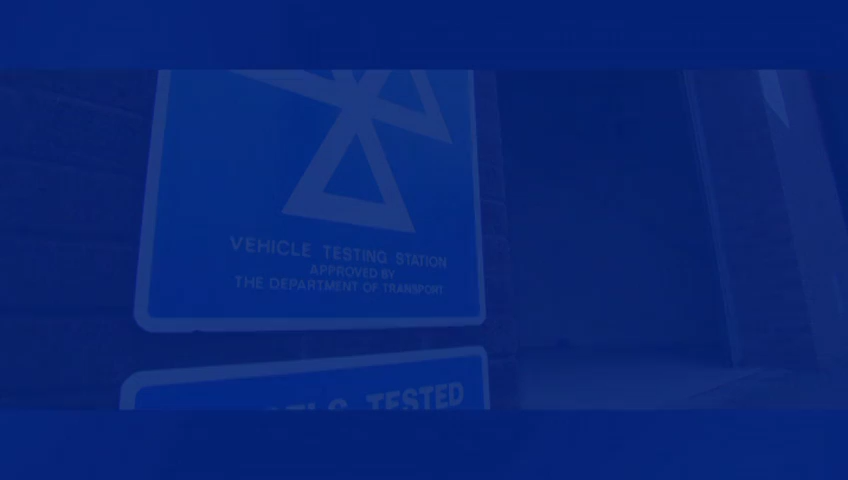 VEHICLE TESTING STATION
APPROVED BY
THE DEPARTMENT OF TRANSPORT
TESTED